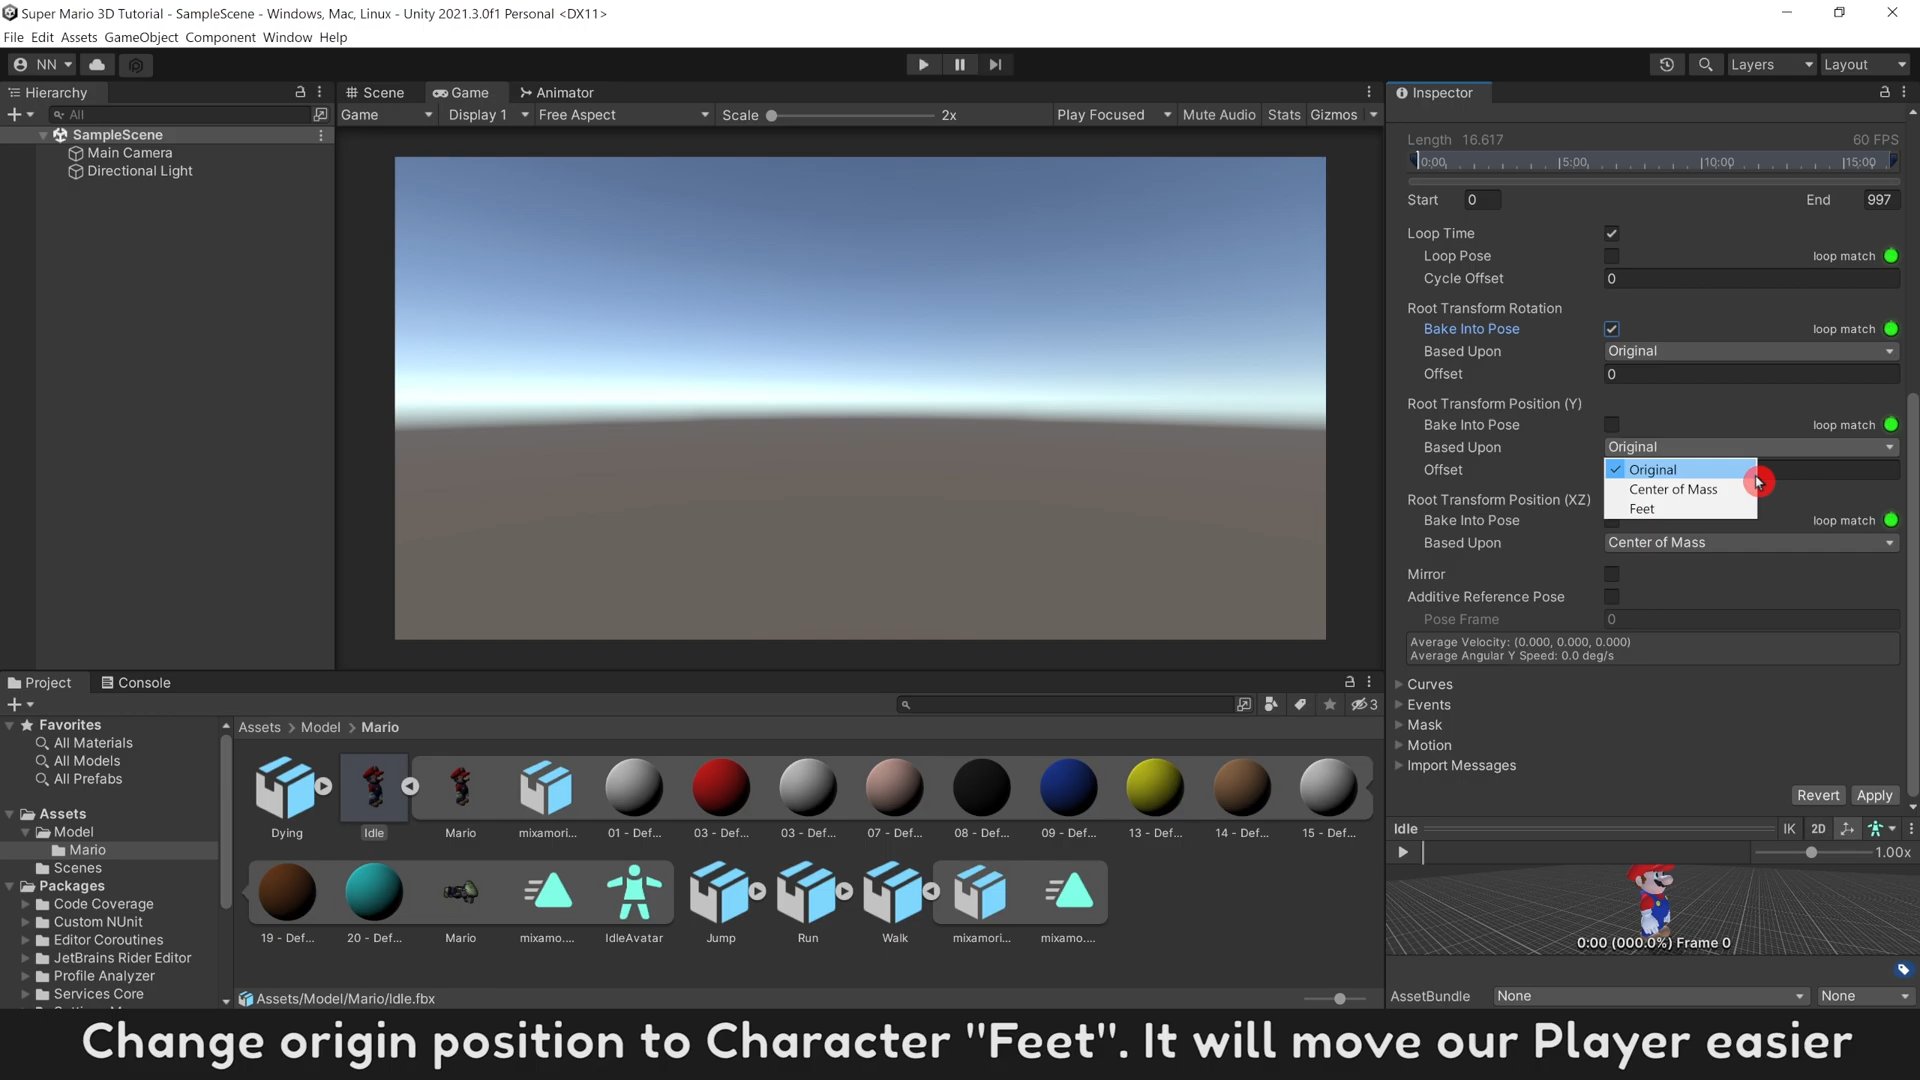 Super Mario 3D Tutorial - SampleScene - Windows, Mac, Linux - Unity 2021.3.0f1 Personal <DX11>
File Edit Assets GameObject Component Window Help
NN
Layers Layout
Hierarchy
All
SampleScene
Main Camera
Directional Light
Scene Game Animator
Game Display 1 Free Aspect Scale 2x Play Focused Mute Audio Stats Gizmos
Inspector
Length 16.617 60 FPS
0:00 5:00 10:00 15:00
Start 0 End 997
Loop Time
Loop Pose loop match
Cycle Offset 0
Root Transform Rotation
Bake Into Pose loop match
Based Upon Original
Offset 0
Root Transform Position (Y)
Bake Into Pose loop match
Based Upon Original
Offset
Original
Center of Mass
Feet
Root Transform Position (XZ)
Bake Into Pose loop match
Based Upon Center of Mass
Mirror
Additive Reference Pose
Pose Frame 0
Average Velocity: (0.000, 0.000, 0.000)
Average Angular Y Speed: 0.0 deg/s
Curves
Events
Mask
Motion
Import Messages
Revert Apply
Idle IK 2D
1.00x
0:00 (000.0%) Frame 0
AssetBundle None None
Project Console
3
Favorites
All Materials
All Models
All Prefabs
Assets
Model
Mario
Scenes
Packages
Code Coverage
Custom NUnit
Editor Coroutines
JetBrains Rider Editor
Profile Analyzer
Services Core
Assets > Model > Mario
Dying Idle Mario mixamori... 01 - Def... 03 - Def... 03 - Def... 07 - Def... 08 - Def... 09 - Def... 13 - Def... 14 - Def... 15 - Def...
19 - Def... 20 - Def... Mario mixamo.... IdleAvatar Jump Run Walk mixamori... mixamo....
Assets/Model/Mario/Idle.fbx
Change origin position to Character "Feet". It will move our Player easier